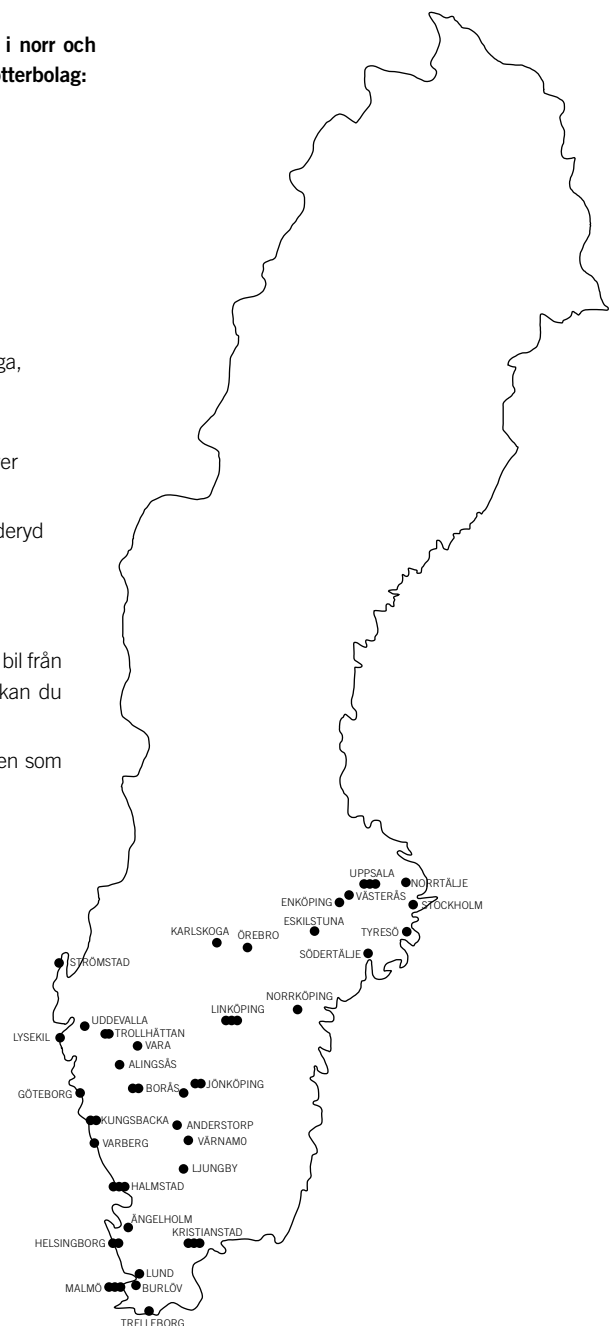 i norr och
otterbolag:
ga,
er
deryd
bil från
kan du
en som
UPPSALA
NORRTÄLJE
VÄSTERÅS
ENKÖPING
STOCKHOLM
ESKILSTUNA
KARLSKOGA
ÖREBRO
TYRESÖ
SÖDERTÄLJE
STRÖMSTAD
NORRKÖPING
LINKÖPING
UDDEVALLA
TROLLHÄTTAN
LYSEKIL
VARA
ALINGSÅS
JÖNKÖPING
BORÅS
GÖTEBORG
KUNGSBACKA
ANDERSTORP
VÄRNAMO
VARBERG
LJUNGBY
HALMSTAD
ÄNGELHOLM
KRISTIANSTAD
HELSINGBORG
LUND
MALMÖ
BURLÖV
TRELLEBORG